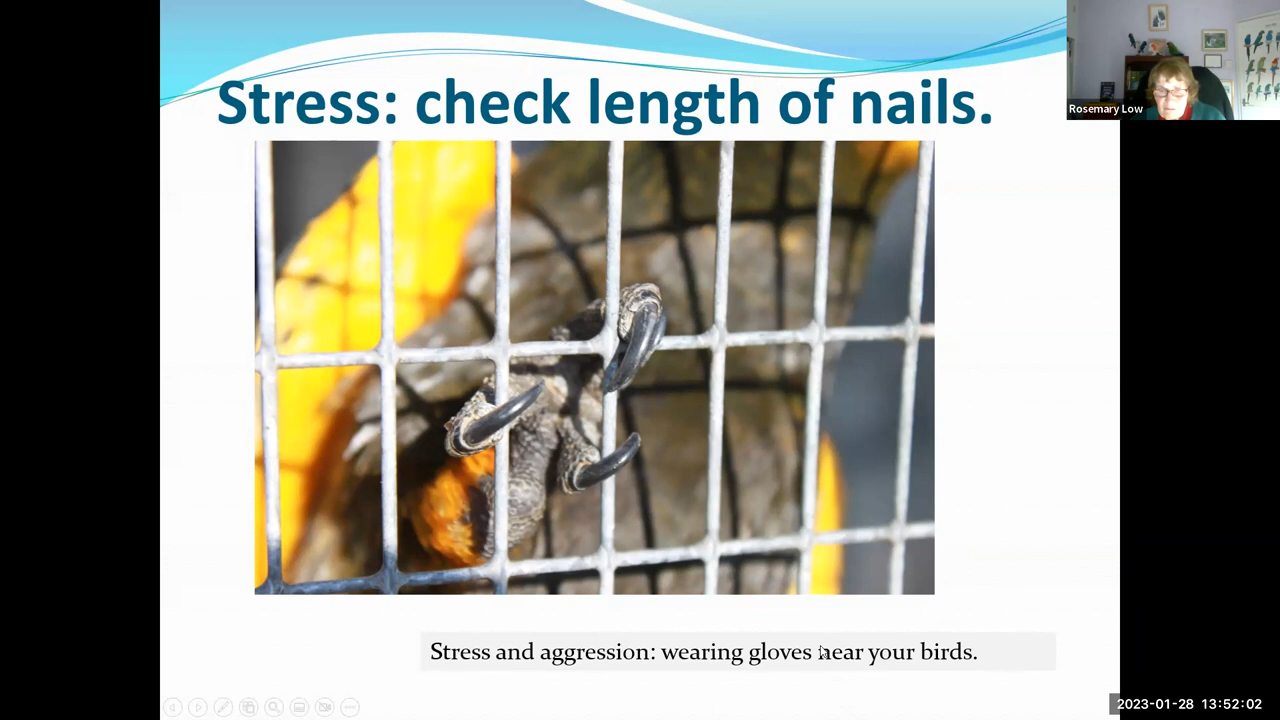 Stress: check length of nails.
Rosemary Low
Stress and aggression: wearing gloves near your birds.
2023-01-28 13:52:02